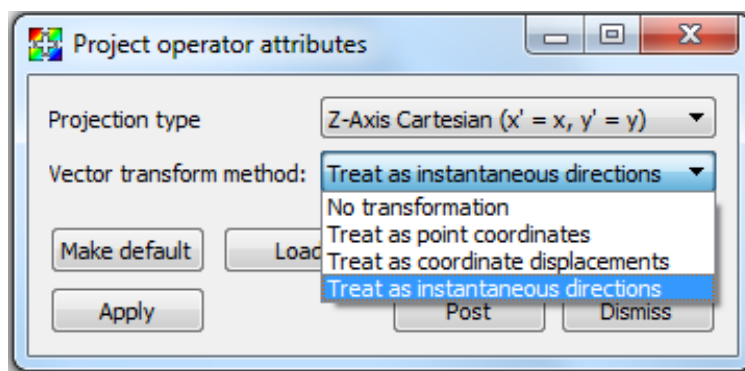 Project operator attributes
Projection type
Z-Axis Cartesian (x' = x, y' = y)
Vector transform method:
Treat as instantaneous directions
No transformation
Treat as point coordinates
Treat as coordinate displacements
Treat as instantaneous directions
Make default
Load
Apply
Post
Dismiss